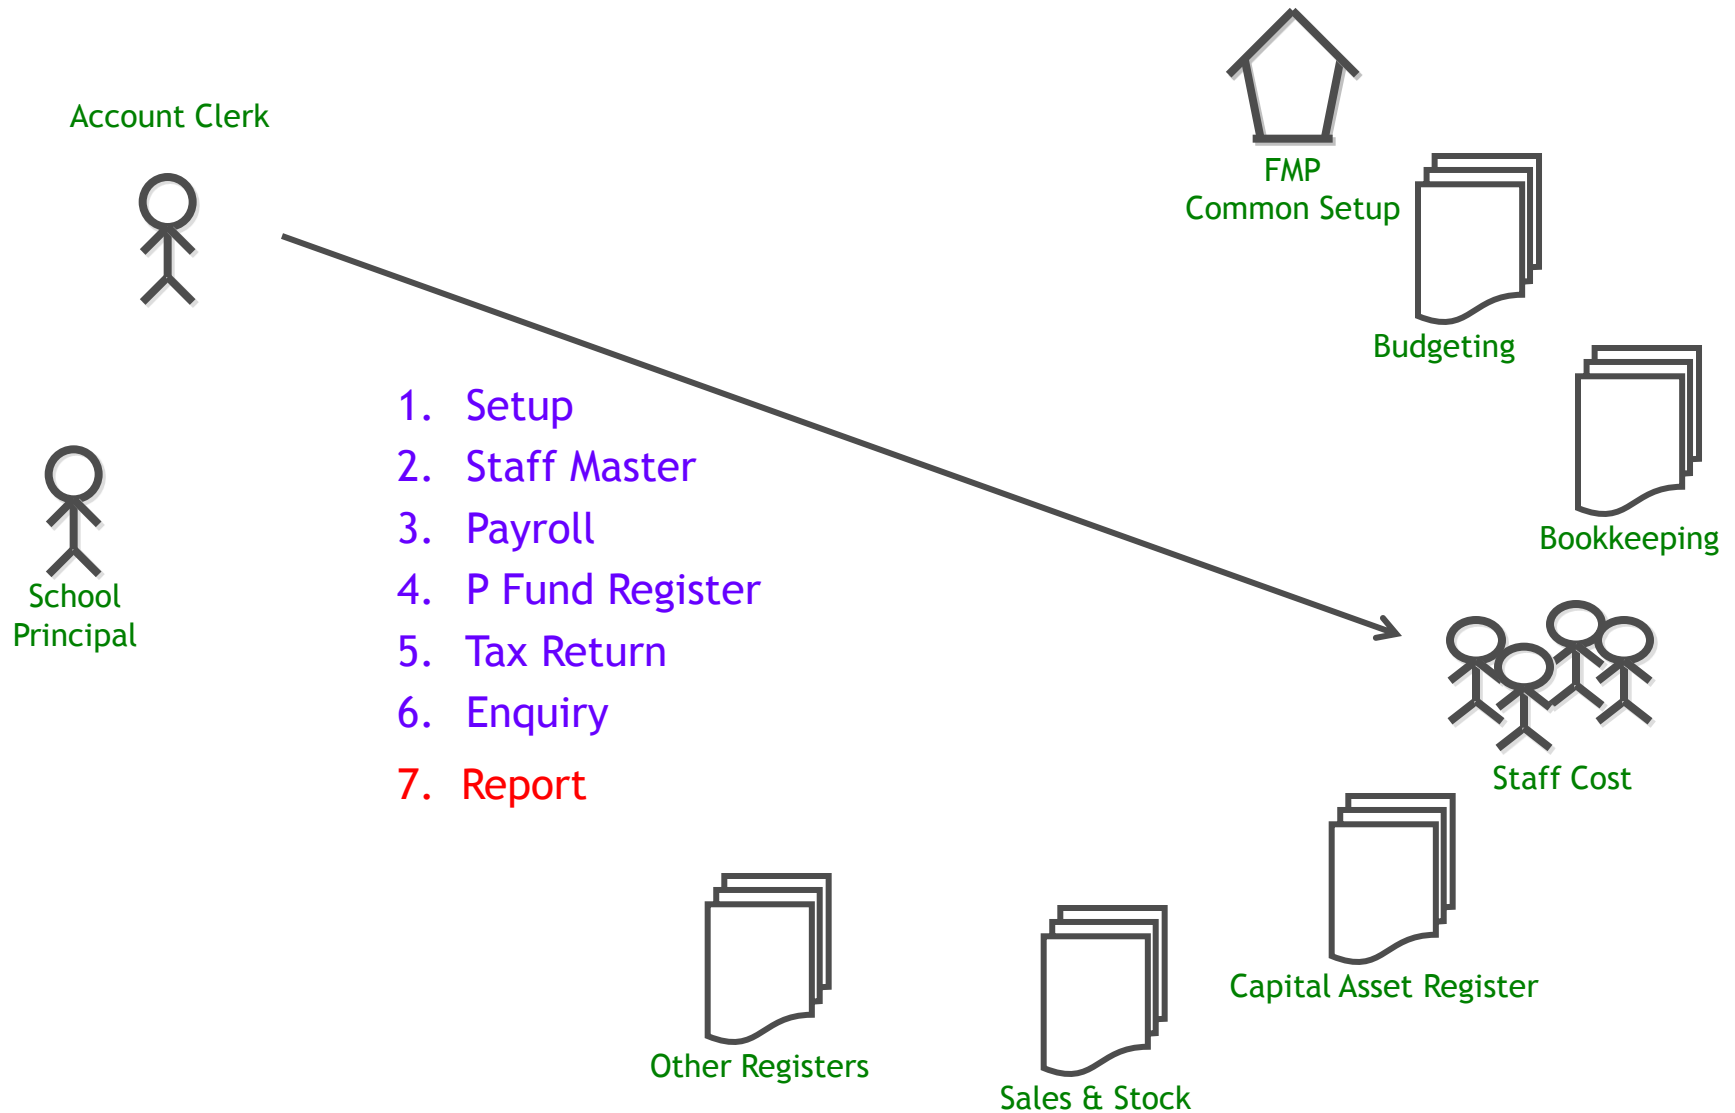 Account Clerk
FMP
Common Setup
Budgeting
Bookkeeping
1. Setup
2. Staff Master
3. Payroll
4. P Fund Register
5. Tax Return
6. Enquiry
7. Report
School
Principal
Staff Cost
Capital Asset Register
Other Registers
Sales & Stock